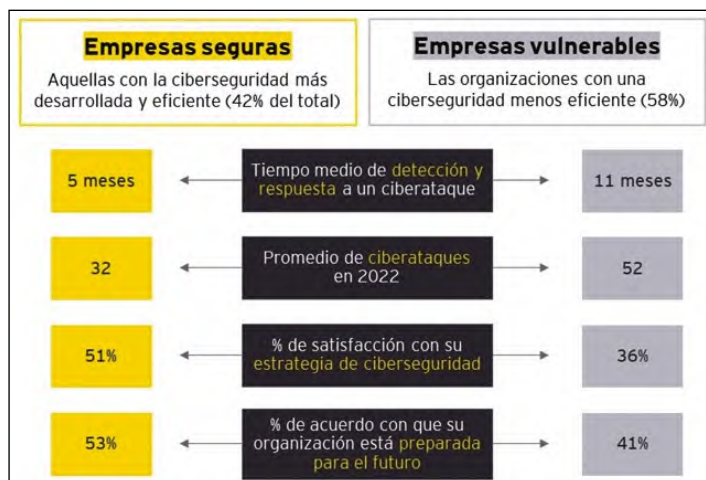 Empresas seguras
Aquellas con la ciberseguridad más
desarrollada y eficiente (42% del total)
Empresas vulnerables
Las organizaciones con una
ciberseguridad menos eficiente (58%)
5 meses
Tiempo medio de detección y
respuesta a un ciberataque
11 meses
32
Promedio de ciberataques
en 2022
52
51%
% de satisfacción con su
estrategia de ciberseguridad
36%
53%
% de acuerdo con que su
organización está preparada
para el futuro
41%